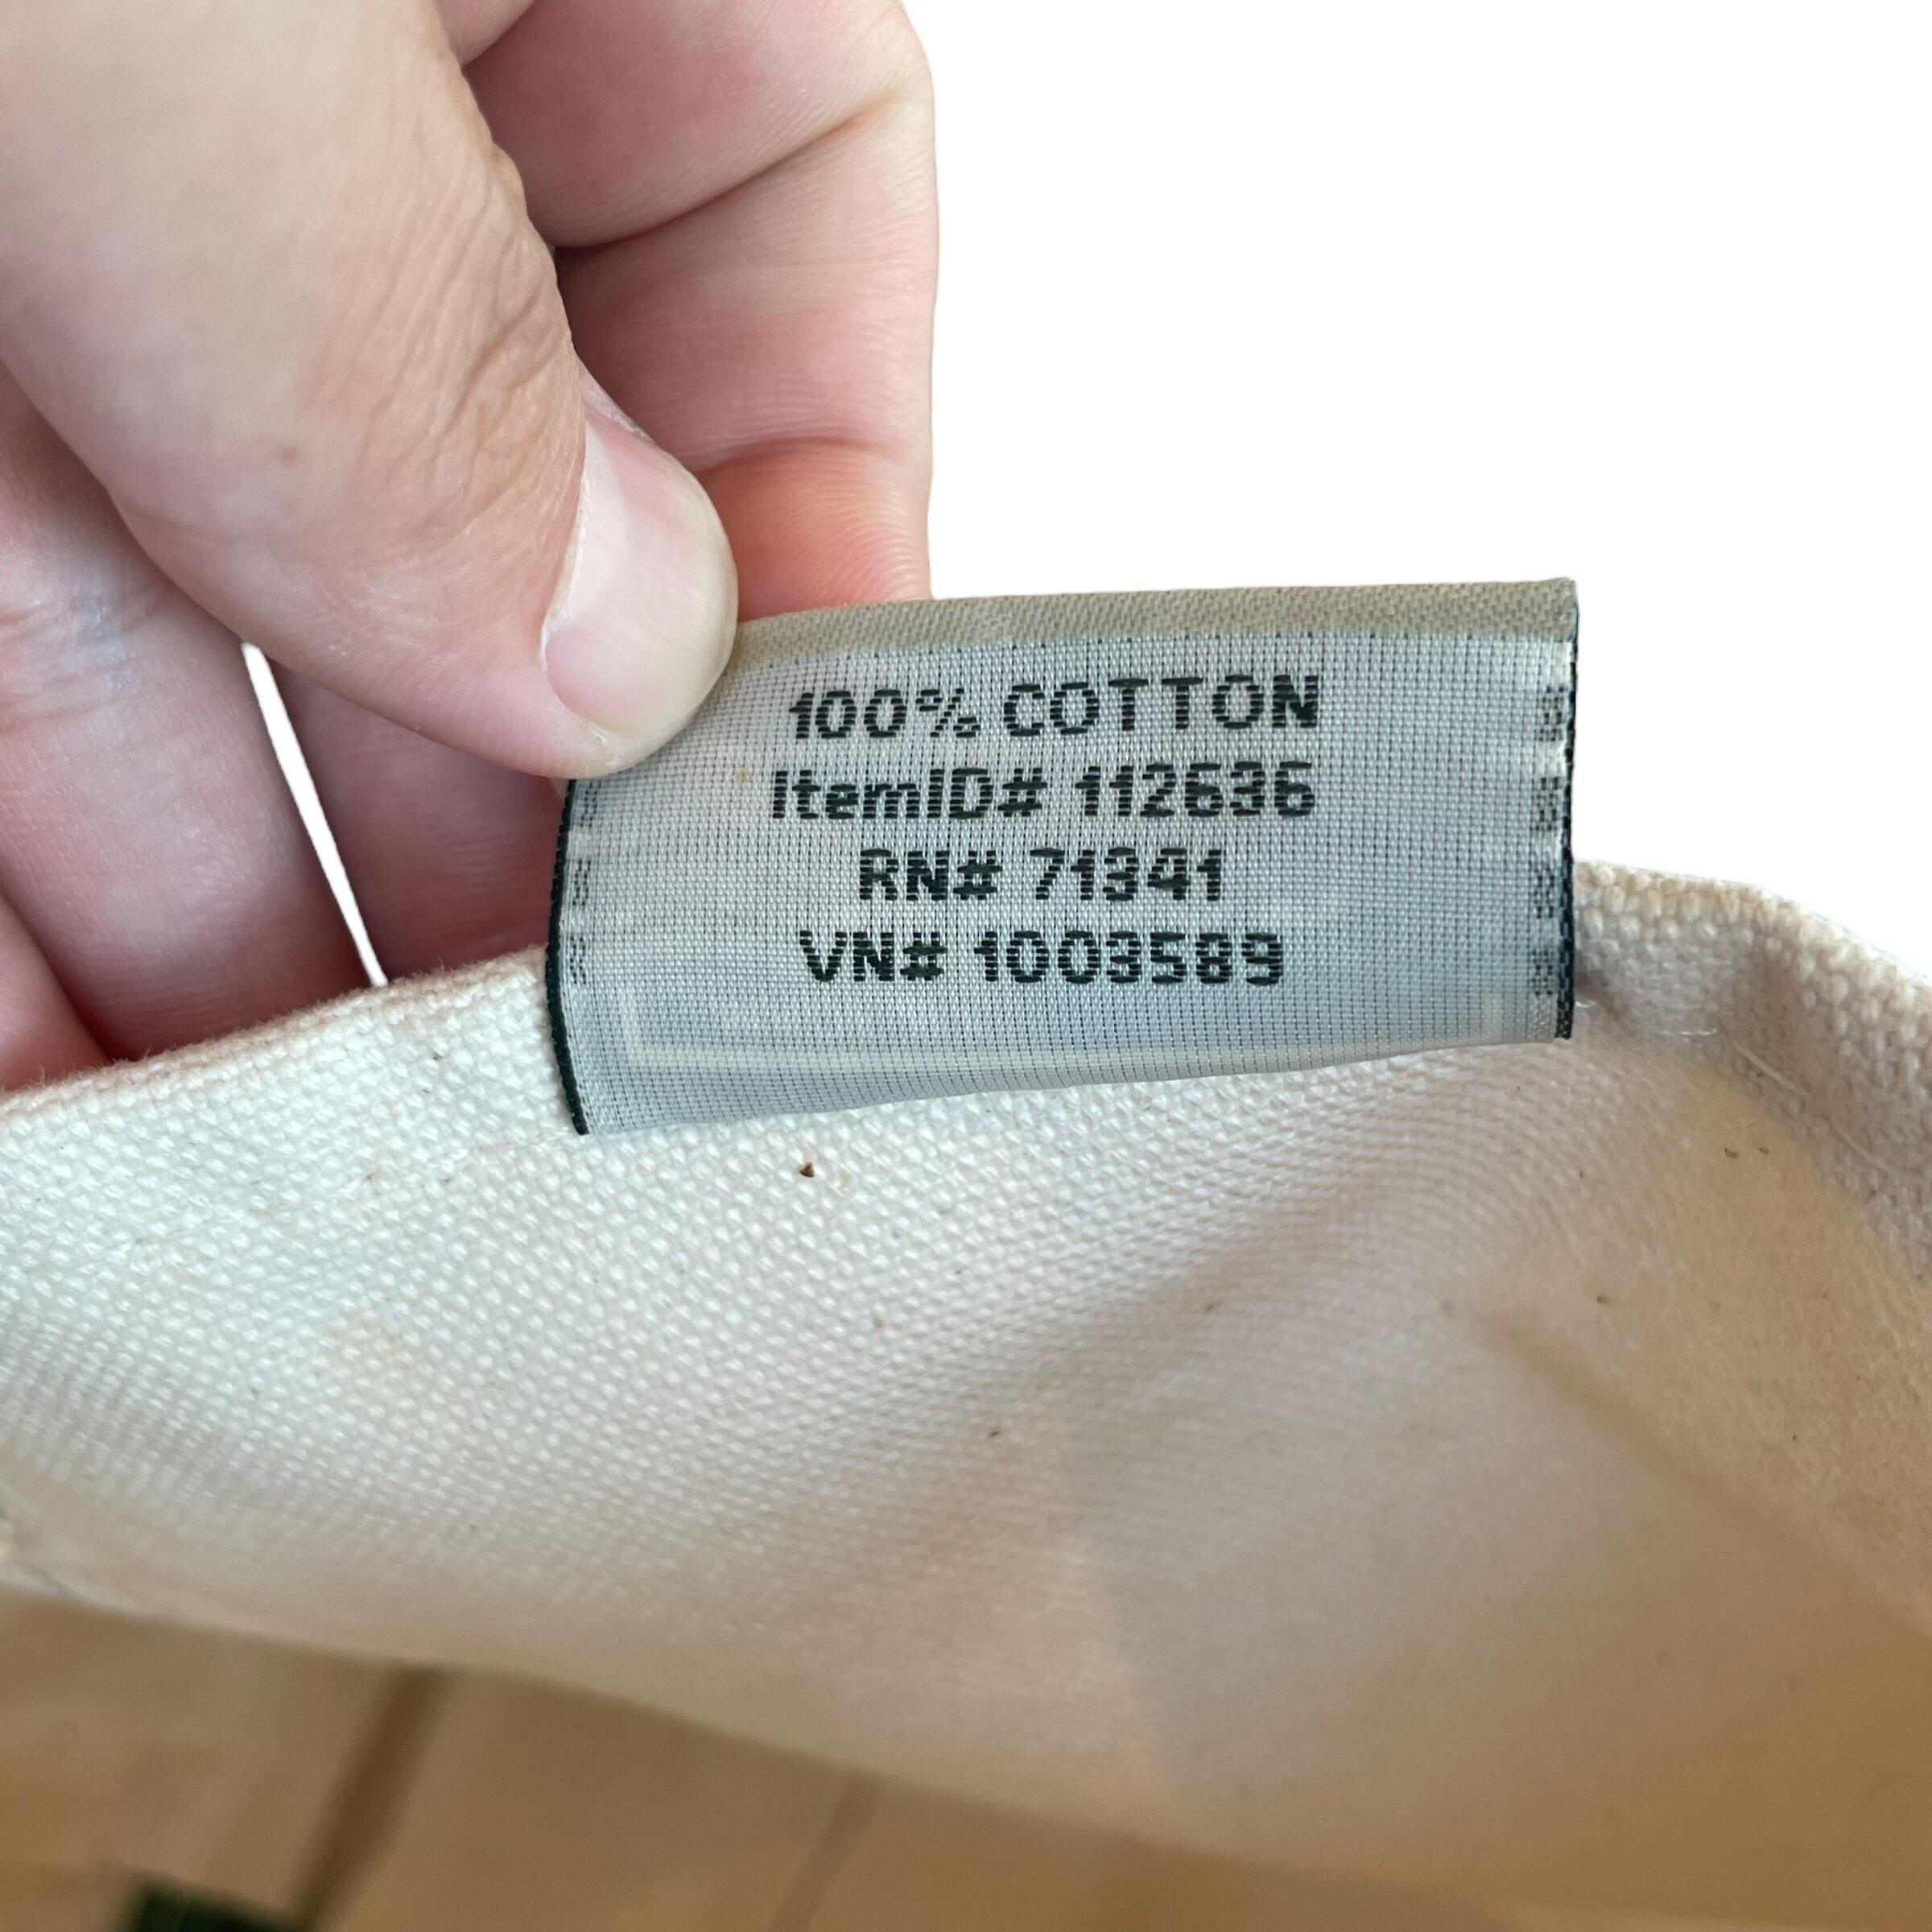 100% COTTON
ItemID# 112636
RN# 71341
VN# 1003589